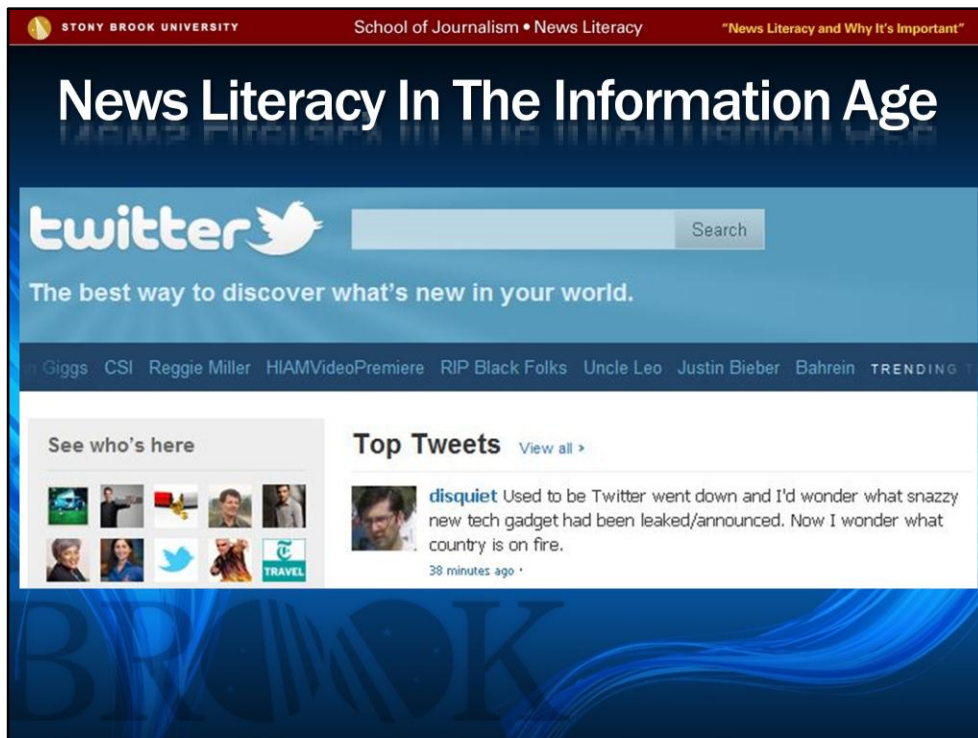 STONY BROOK UNIVERSITY School of Journalism • News Literacy "News Literacy and Why It's Important"
News Literacy In The Information Age
twitter Search
The best way to discover what's new in your world.
Giggs CSI Reggie Miller HIAMVideoPremiere RIP Black Folks Uncle Leo Justin Bieber Bahrein TRENDING
See who's here
Top Tweets View all ›
disquiet Used to be Twitter went down and I'd wonder what snazzy
new tech gadget had been leaked/announced. Now I wonder what
country is on fire.
TRAVEL
38 minutes ago ·
BROOK